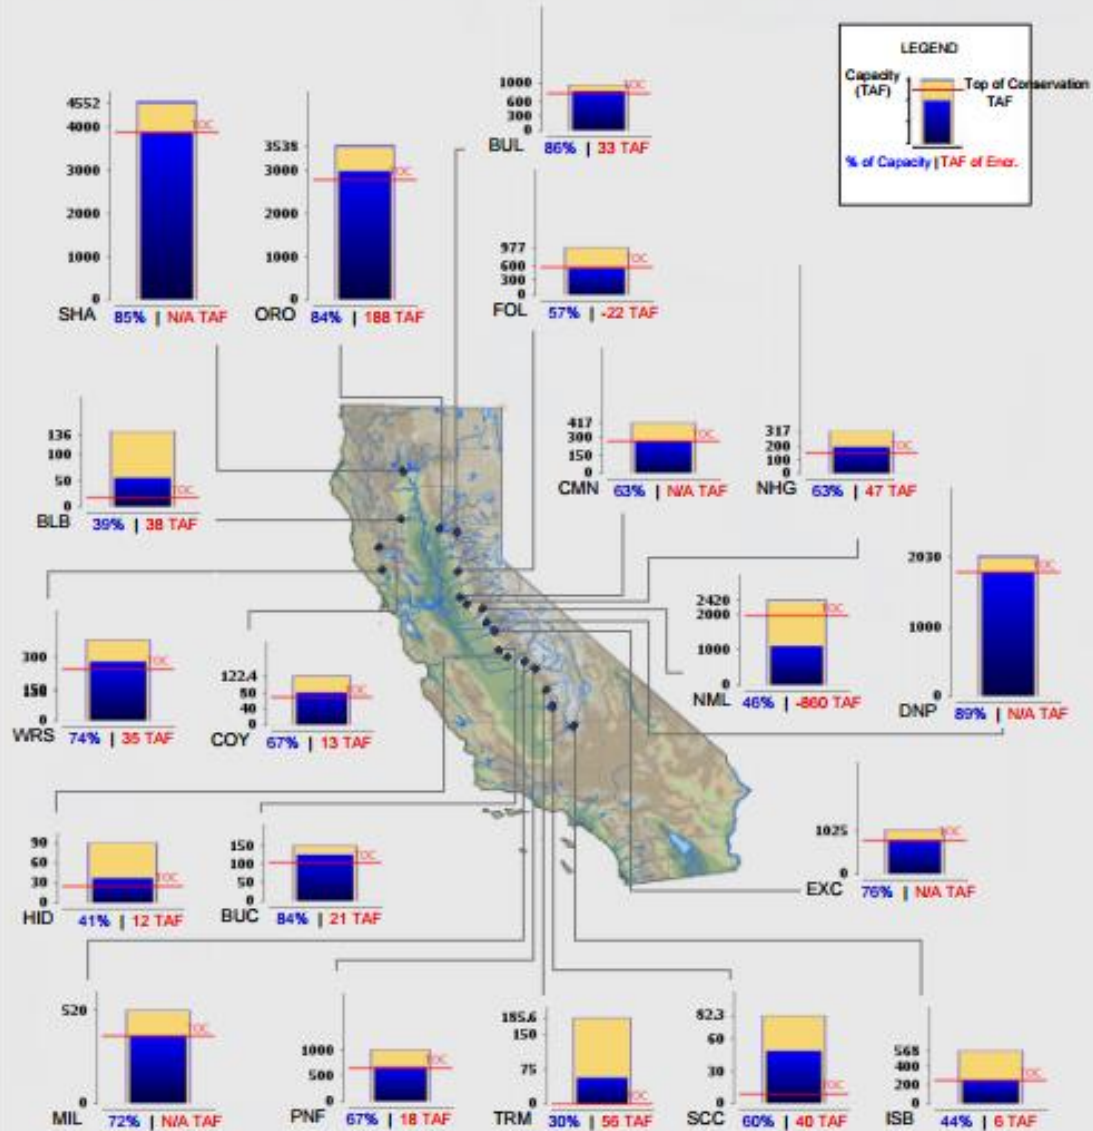 LEGEND
Capacity
(TAF)
Top of Conservation
TAF
% of Capacity | TAF of Encr.
4552
4000
3000
2000
1000
0
TOC
SHA 85% | N/A TAF
3538
3000
2000
1000
0
TOC
ORO 84% | 188 TAF
1000
600
300
0
TOC
BUL 86% | 33 TAF
977
600
300
0
TOC
FOL 57% | -22 TAF
136
100
50
0
TOC
BLB 39% | 38 TAF
417
300
150
0
TOC
CMN 63% | N/A TAF
317
200
100
0
TOC
NHG 63% | 47 TAF
2030
1000
0
TOC
DNP 89% | N/A TAF
2420
2000
1000
0
TOC
NML 46% | -860 TAF
300
150
0
TOC
WRS 74% | 35 TAF
122.4
80
40
0
TOC
COY 67% | 13 TAF
90
60
30
0
TOC
HID 41% | 12 TAF
150
100
50
0
TOC
BUC 84% | 21 TAF
1025
0
TOC
EXC 76% | N/A TAF
520
0
TOC
MIL 72% | N/A TAF
1000
500
0
TOC
PNF 67% | 18 TAF
185.6
150
75
0
TOC
TRM 30% | 56 TAF
82.3
60
30
0
TOC
SCC 60% | 40 TAF
568
400
200
0
TOC
ISB 44% | 6 TAF